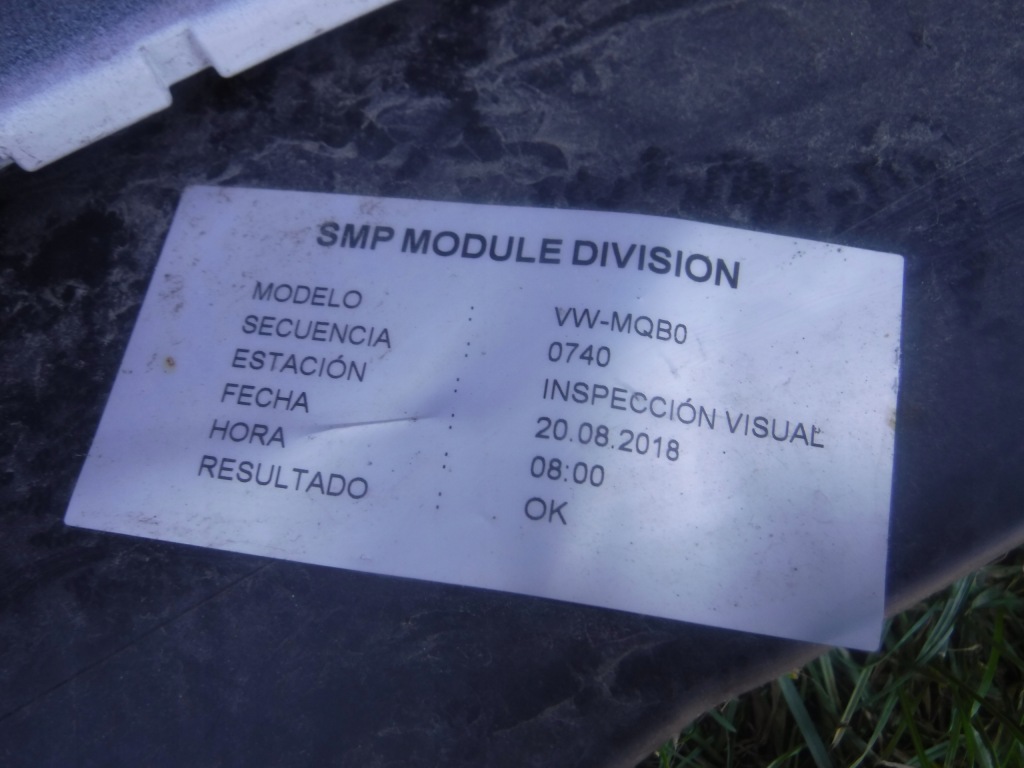 SMP MODULE DIVISION
MODELO : VW-MQB0
SECUENCIA : 0740
ESTACIÓN : INSPECCIÓN VISUAL
FECHA : 20.08.2018
HORA : 08:00
RESULTADO : OK